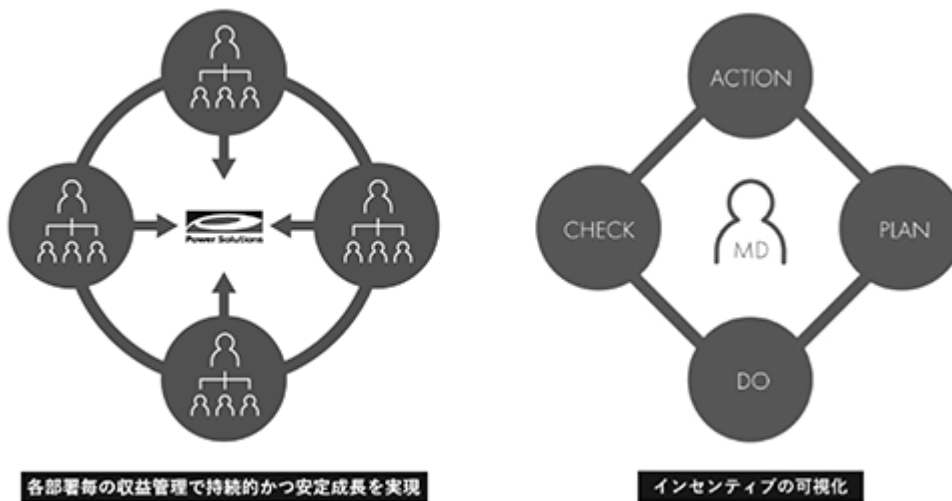 ACTION
CHECK
PLAN
MD
DO
Power Solutions
各部署毎の収益管理で持続的かつ安定成長を実現
インセンティブの可視化